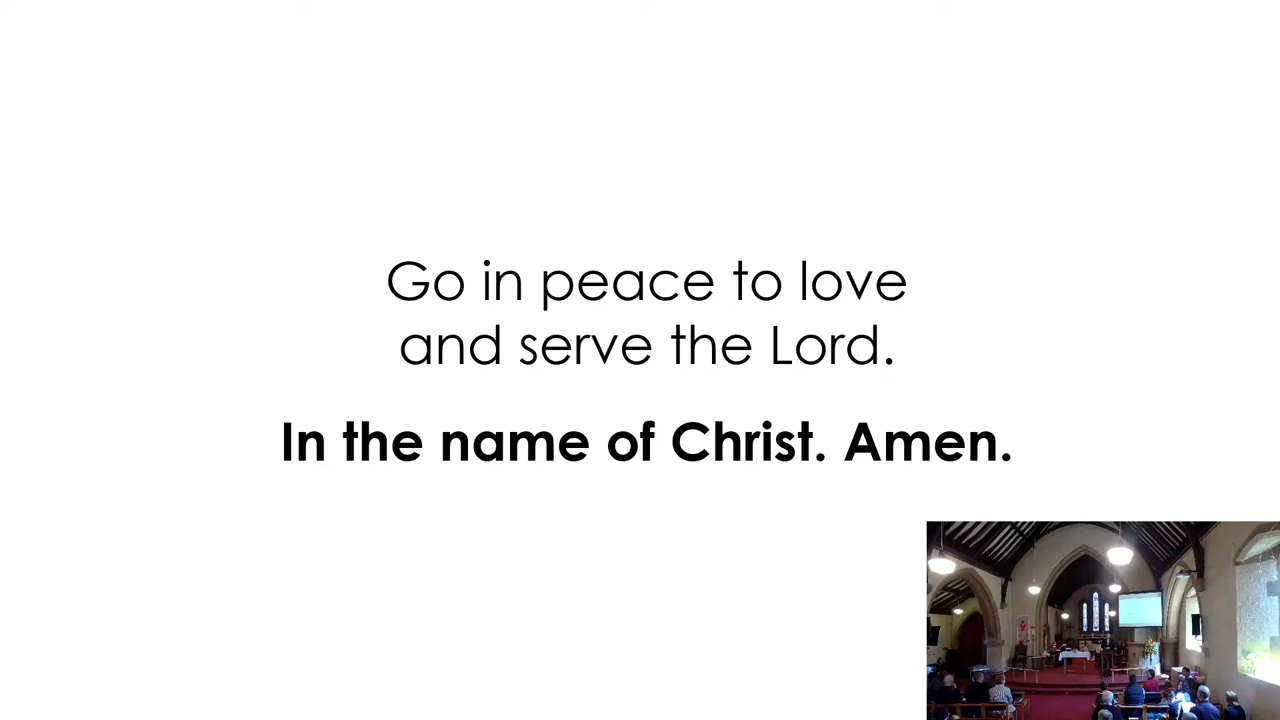 Go in peace to love
and serve the Lord.
In the name of Christ. Amen.